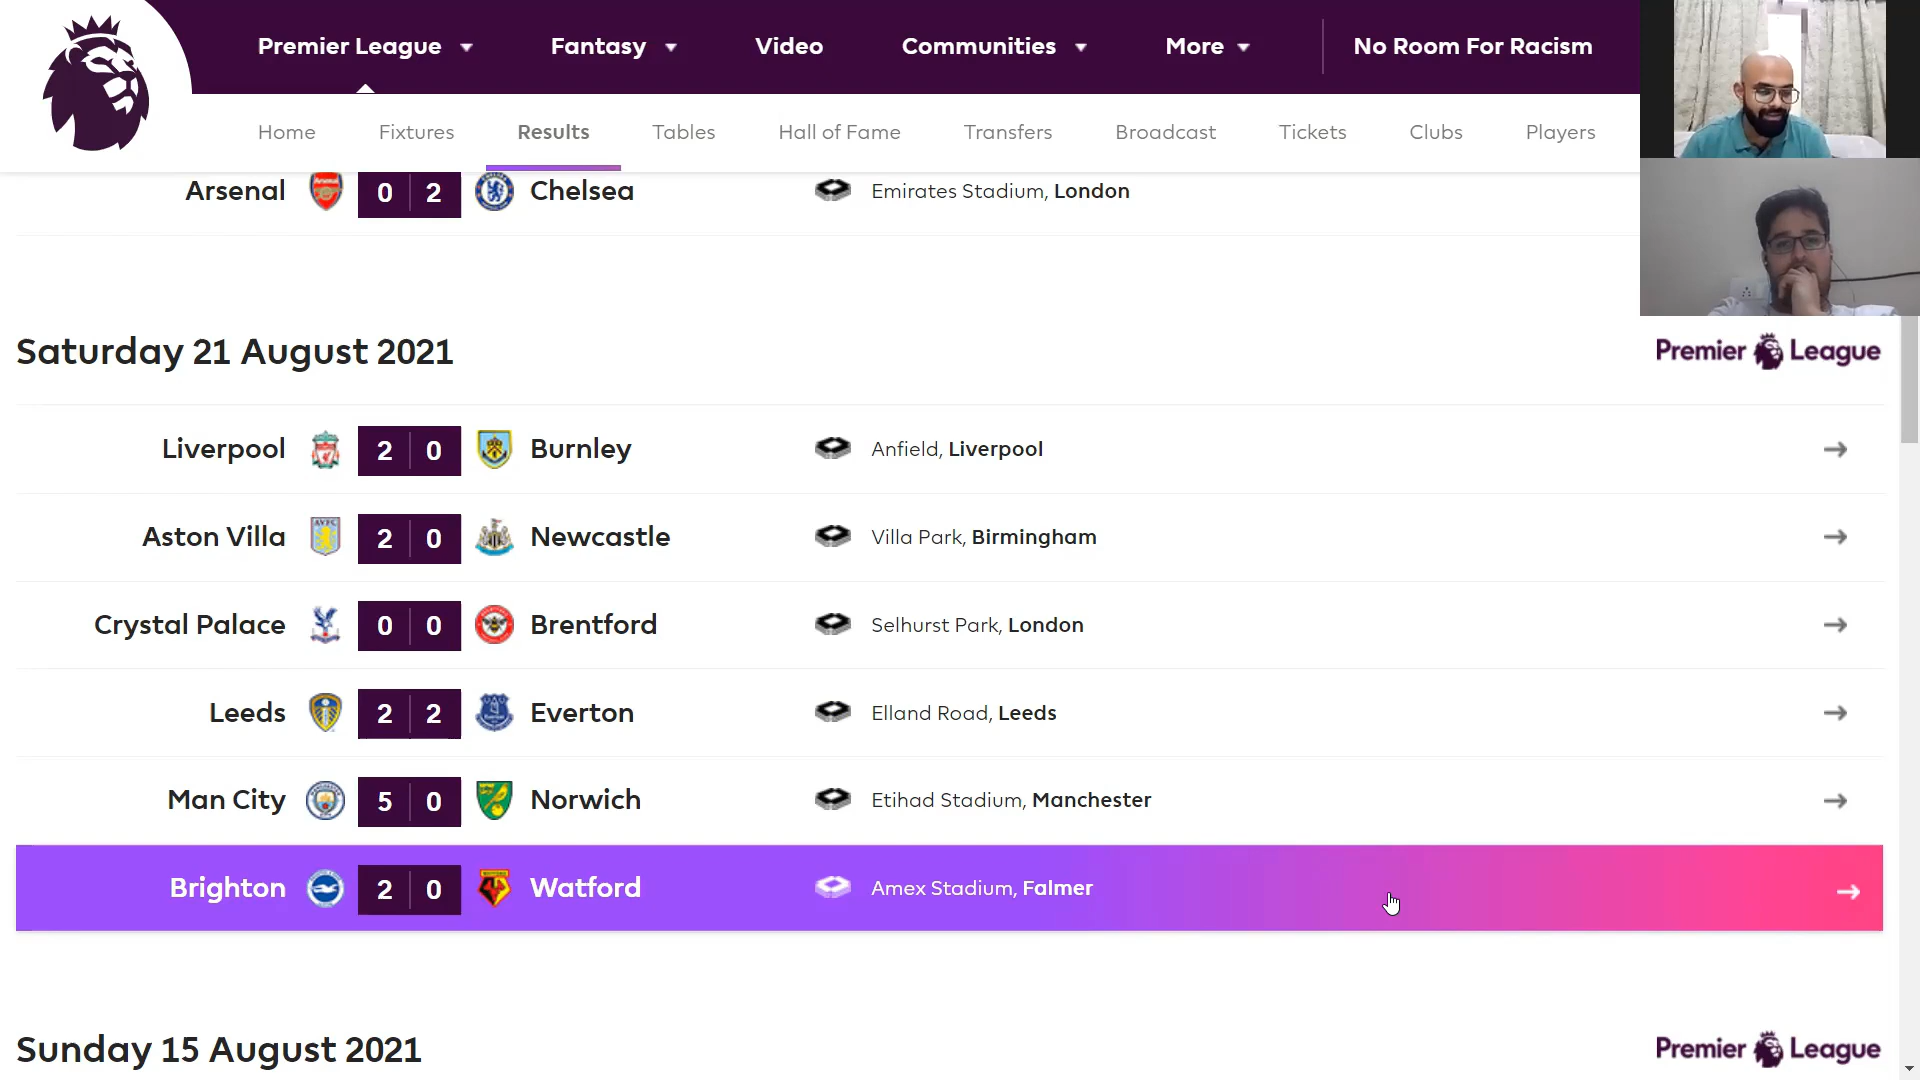 Premier League Fantasy Video Communities More No Room For Racism
Home Fixtures Results Tables Hall of Fame Transfers Broadcast Tickets Clubs Players
Arsenal 0 2 Chelsea Emirates Stadium, London
Saturday 21 August 2021 Premier League
Liverpool 2 0 Burnley Anfield, Liverpool
Aston Villa 2 0 Newcastle Villa Park, Birmingham
Crystal Palace 0 0 Brentford Selhurst Park, London
Leeds 2 2 Everton Elland Road, Leeds
Man City 5 0 Norwich Etihad Stadium, Manchester
Brighton 2 0 Watford Amex Stadium, Falmer
Sunday 15 August 2021 Premier League